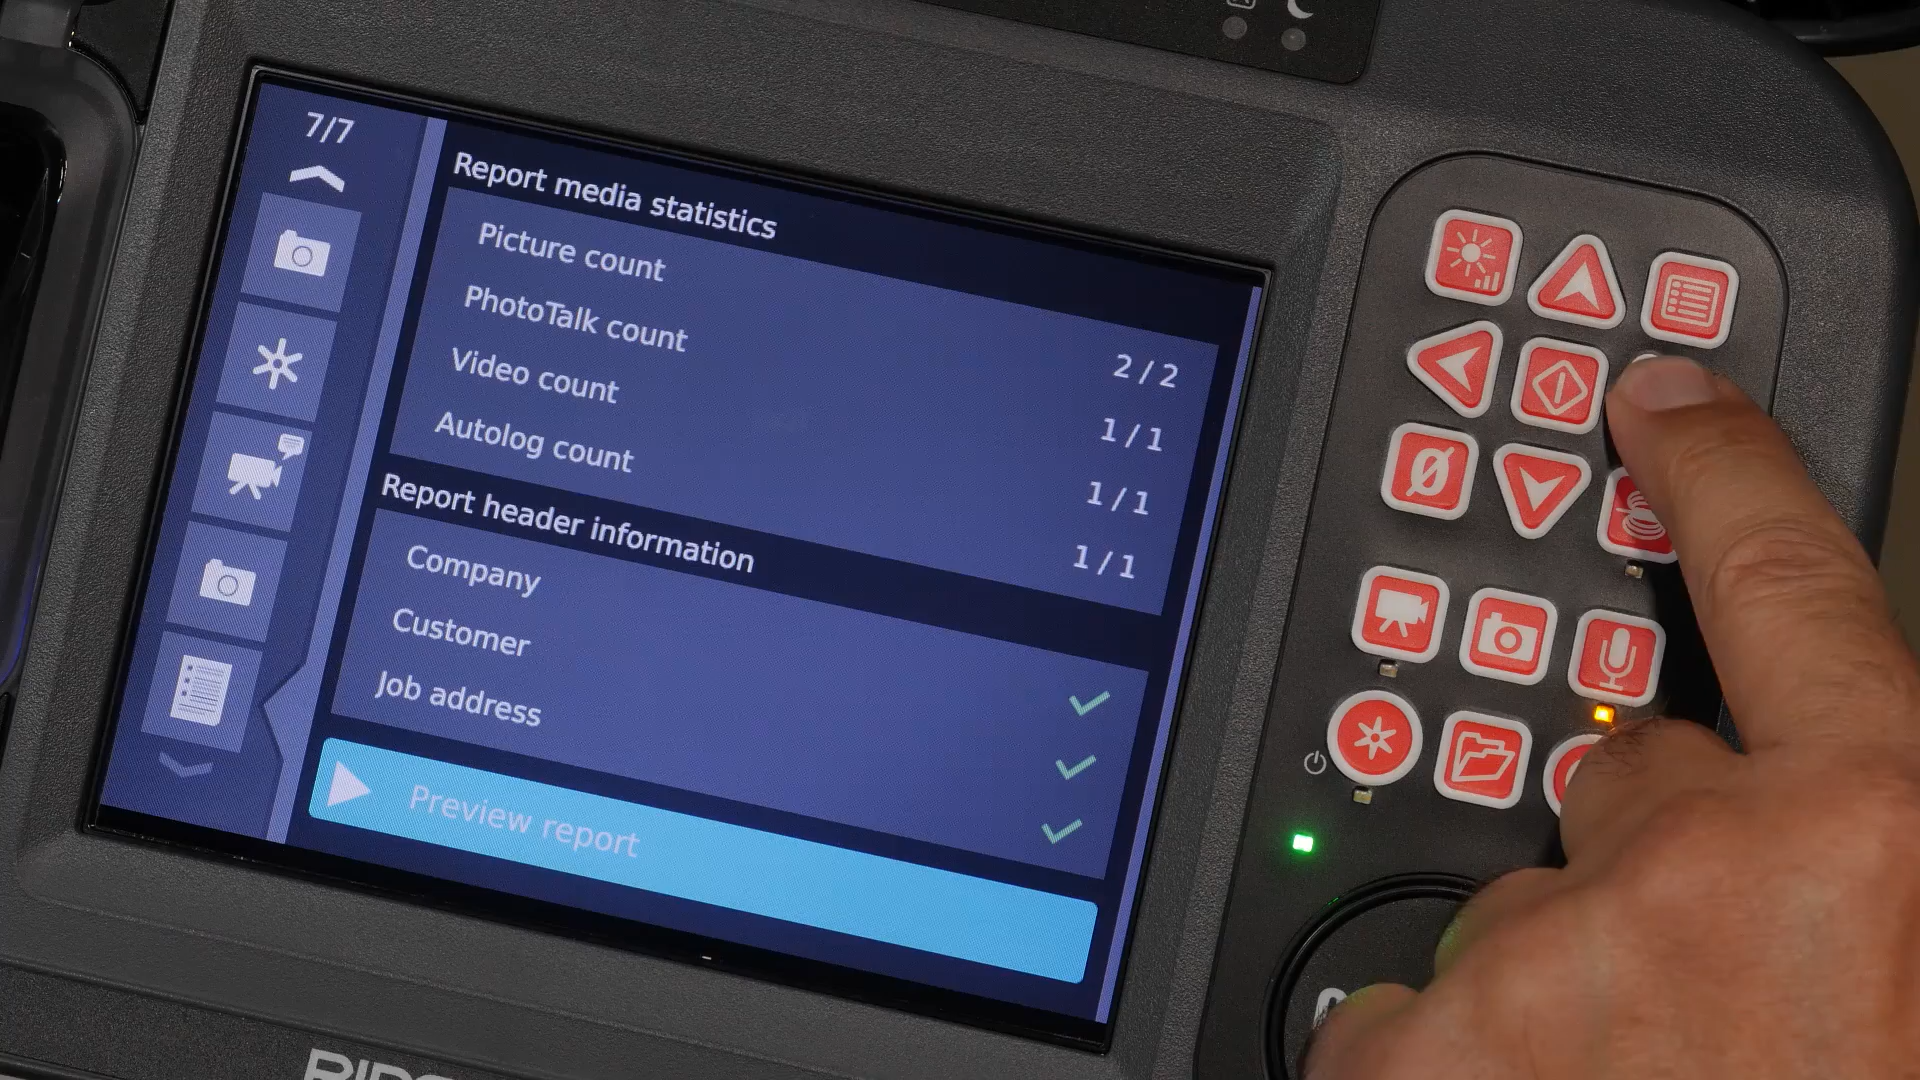 7/7
Report media statistics
Picture count 2 / 2
PhotoTalk count 1 / 1
Video count 1 / 1
Autolog count 1 / 1
Report header information
Company
Customer
Job address
Preview report